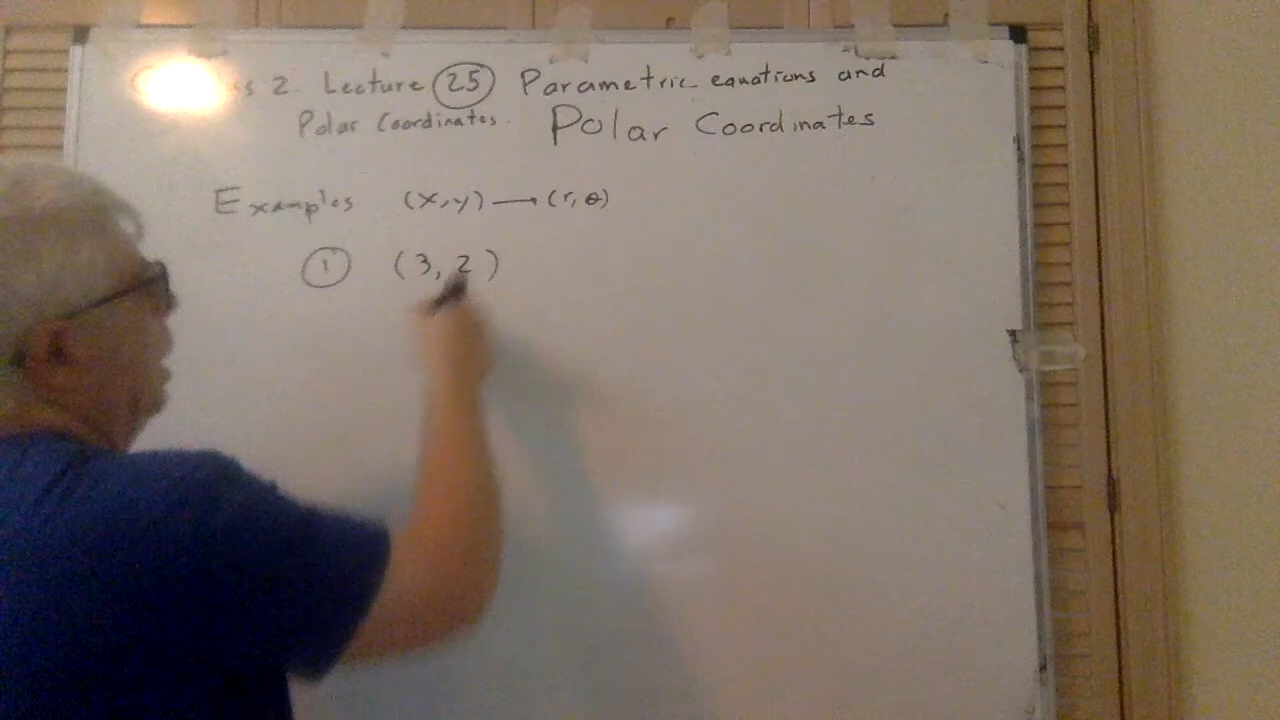 s 2. Lecture 25 Parametric equations and
Polar Coordinates. Polar Coordinates
Examples (x,y) → (r,θ)
1 (3, 2)